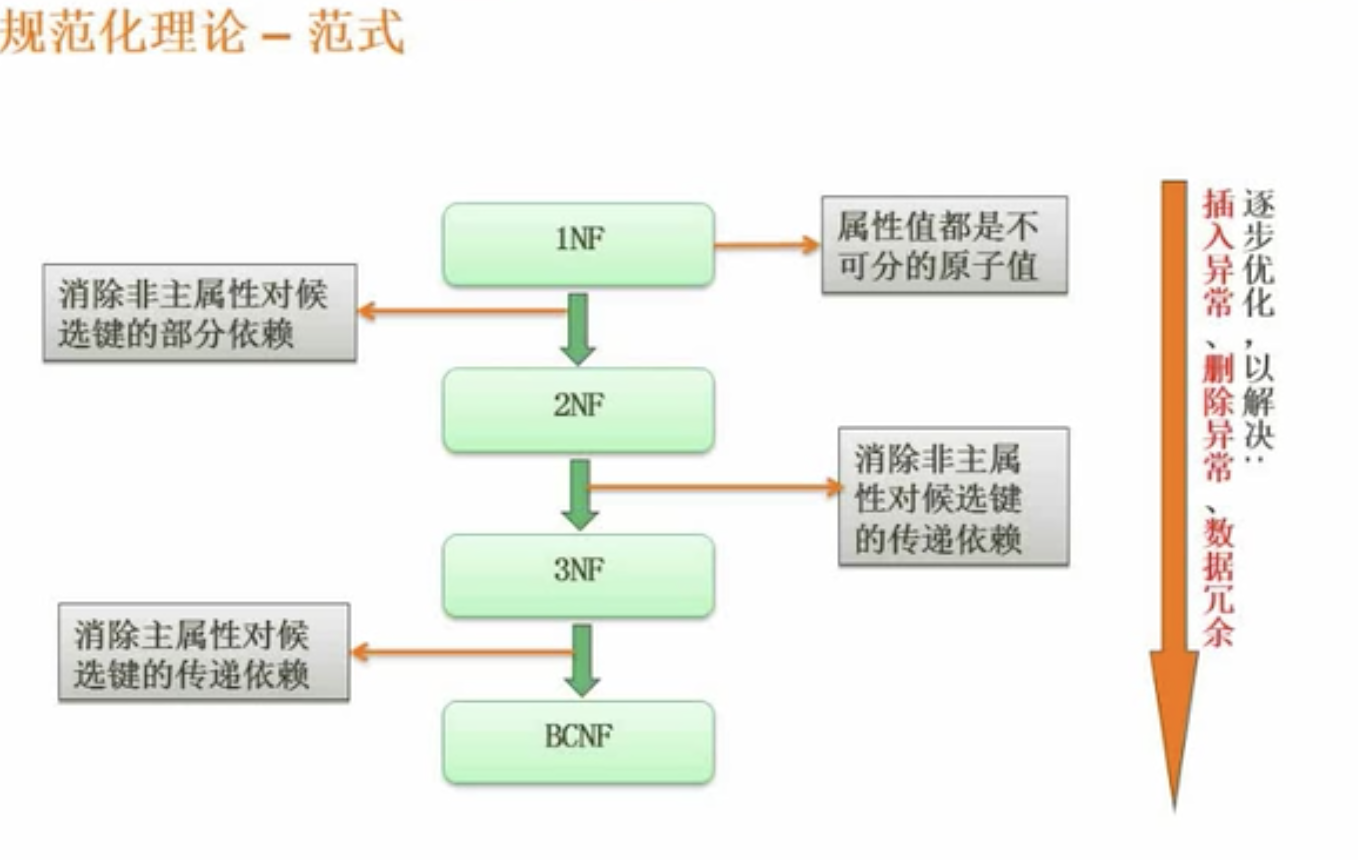 规范化理论 – 范式
1NF
属性值都是不
可分的原子值
消除非主属性对候
选键的部分依赖
2NF
消除非主属
性对候选键
的传递依赖
3NF
消除主属性对候
选键的传递依赖
BCNF
逐步优化,以解决:
插入异常、删除异常、数据冗余